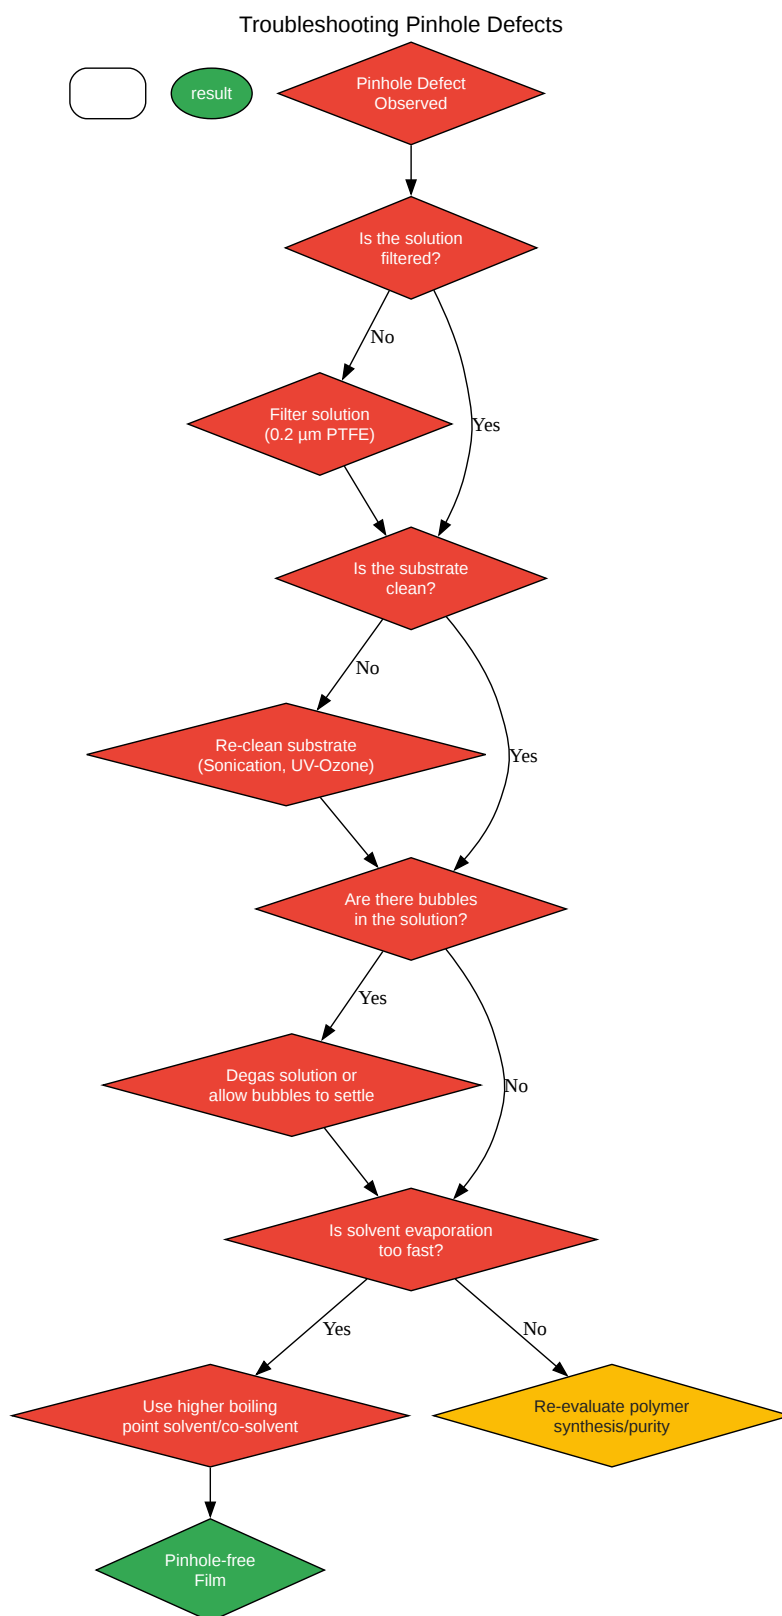 Troubleshooting Pinhole Defects
result
Pinhole Defect
Observed
Is the solution
filtered?
No
Filter solution
(0.2 µm PTFE)
Yes
Is the substrate
clean?
No
Re-clean substrate
(Sonication, UV-Ozone)
Yes
Are there bubbles
in the solution?
Yes
Degas solution or
allow bubbles to settle
No
Is solvent evaporation
too fast?
Yes
No
Use higher boiling
point solvent/co-solvent
Re-evaluate polymer
synthesis/purity
Pinhole-free
Film